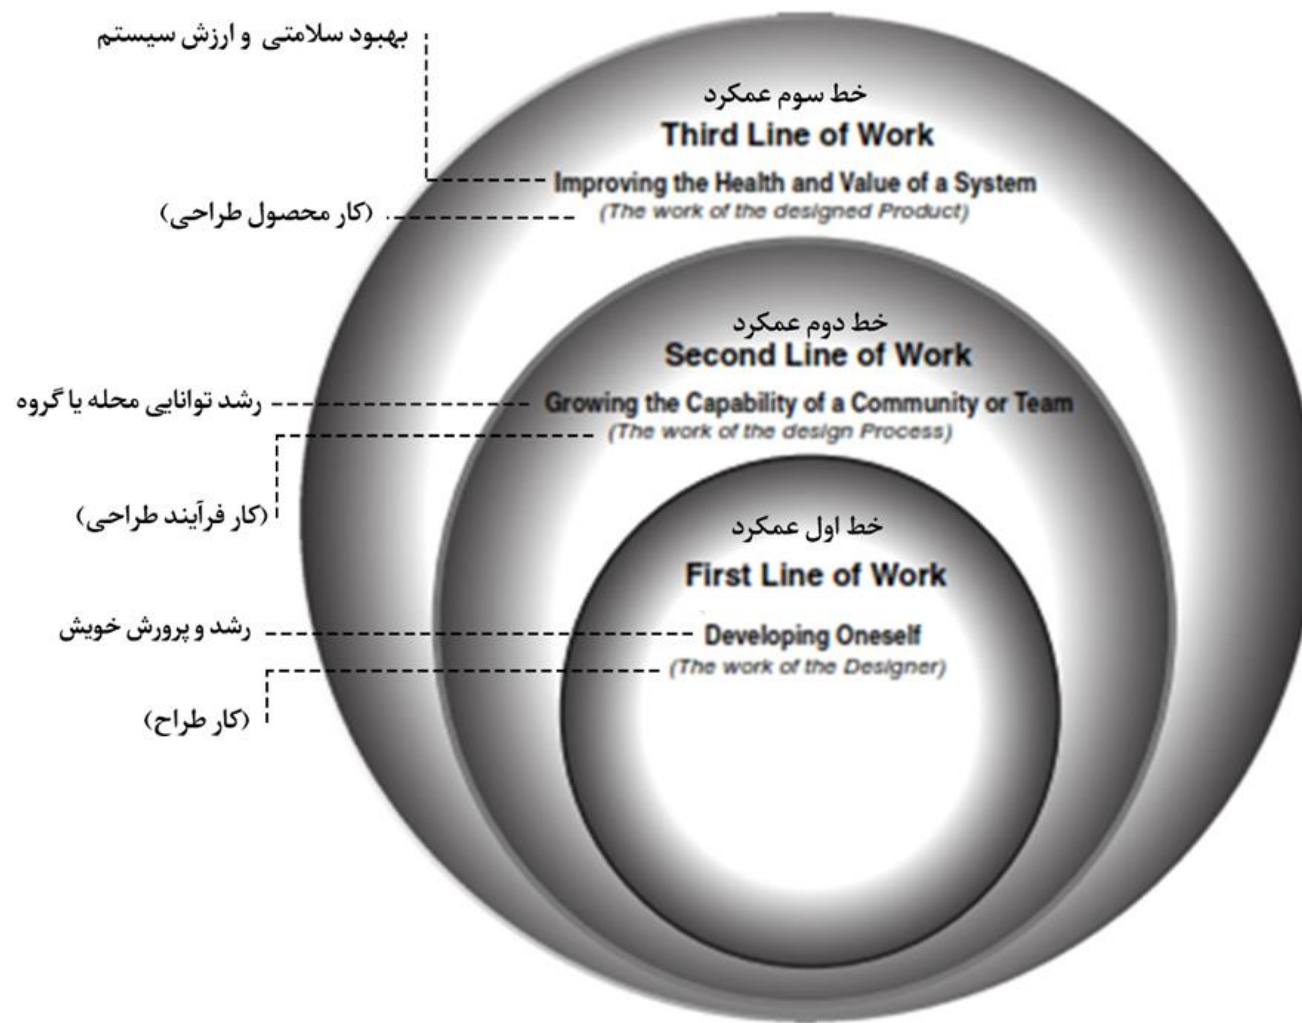 بهبود سلامتی و ارزش سیستم
خط سوم عمکرد
Third Line of Work
Improving the Health and Value of a System
(The work of the designed Product)
(کار محصول طراحی)
خط دوم عمکرد
Second Line of Work
رشد توانایی محله یا گروه
Growing the Capability of a Community or Team
(The work of the design Process)
(کار فرآیند طراحی)
خط اول عمکرد
First Line of Work
رشد و پرورش خویش
Developing Oneself
(The work of the Designer)
(کار طراح)